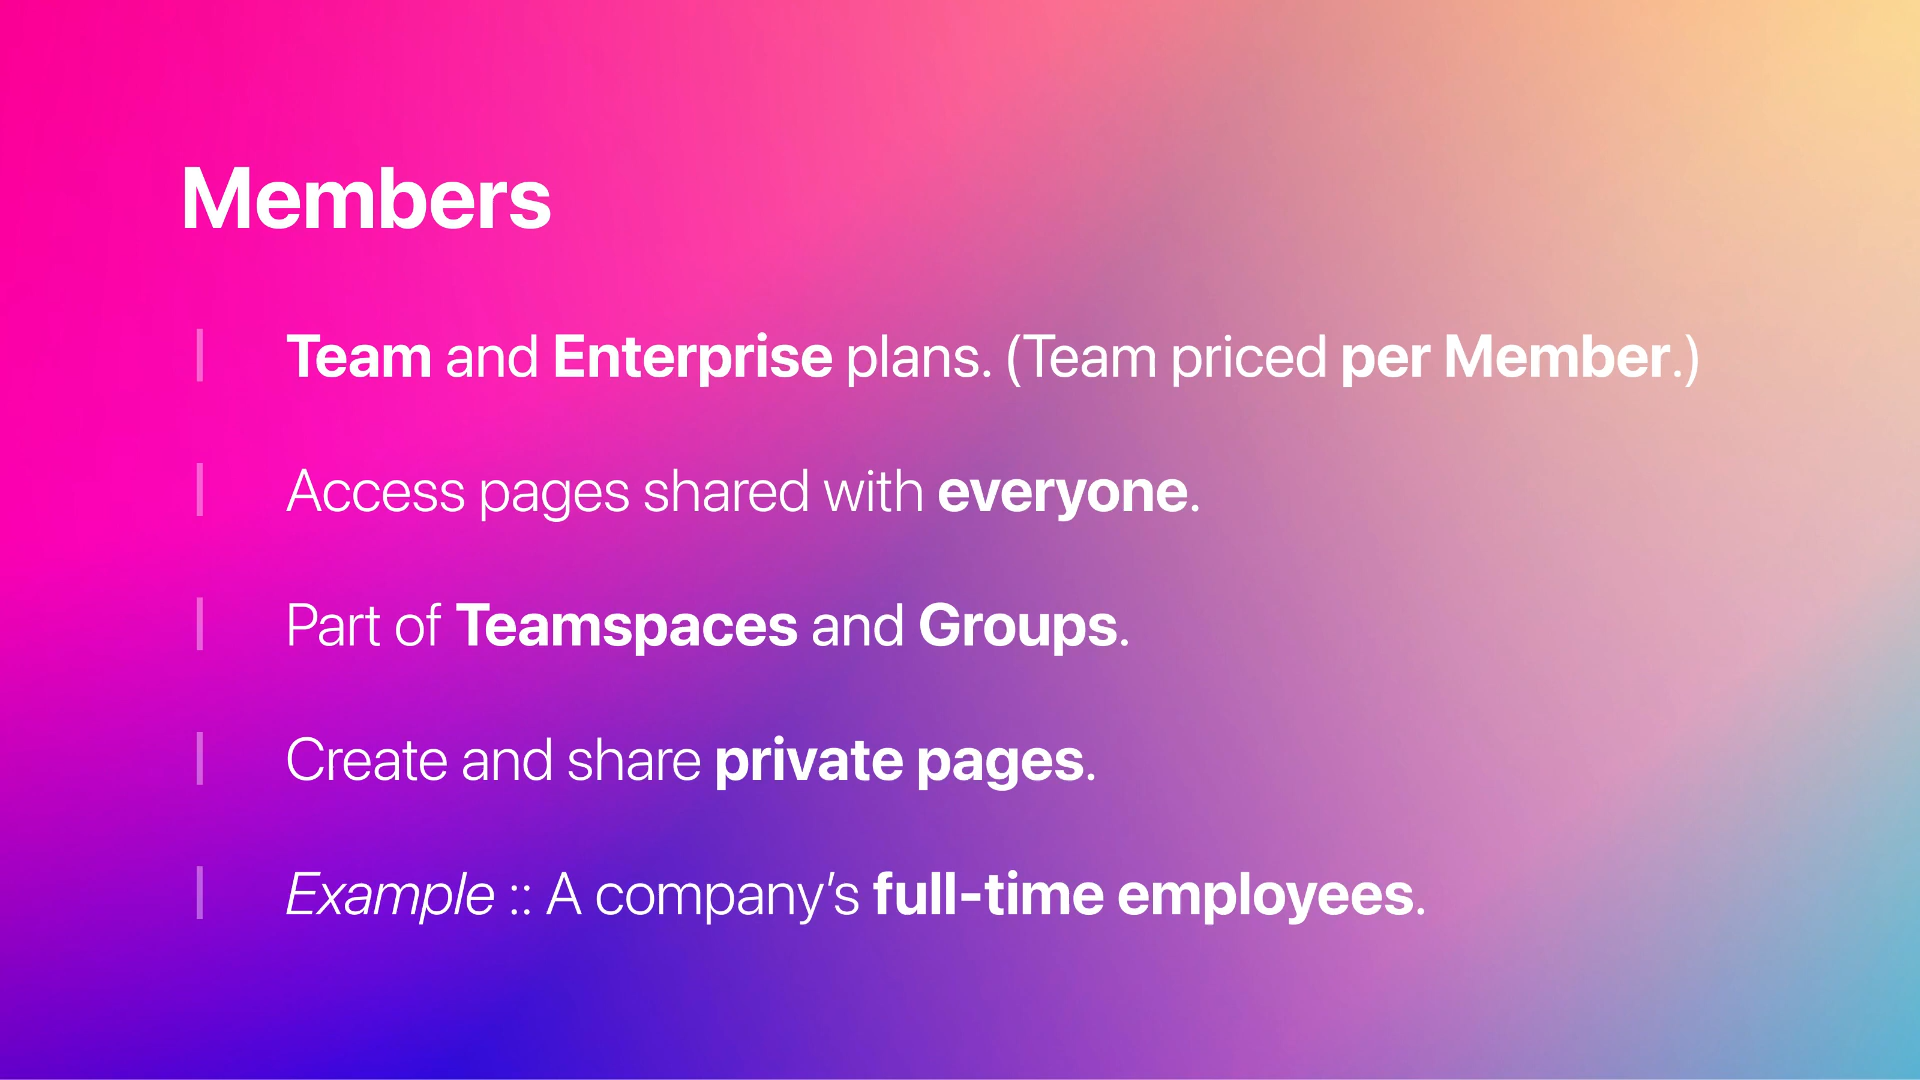 Members
Team and Enterprise plans. (Team priced per Member.)
Access pages shared with everyone.
Part of Teamspaces and Groups.
Create and share private pages.
Example :: A company’s full-time employees.